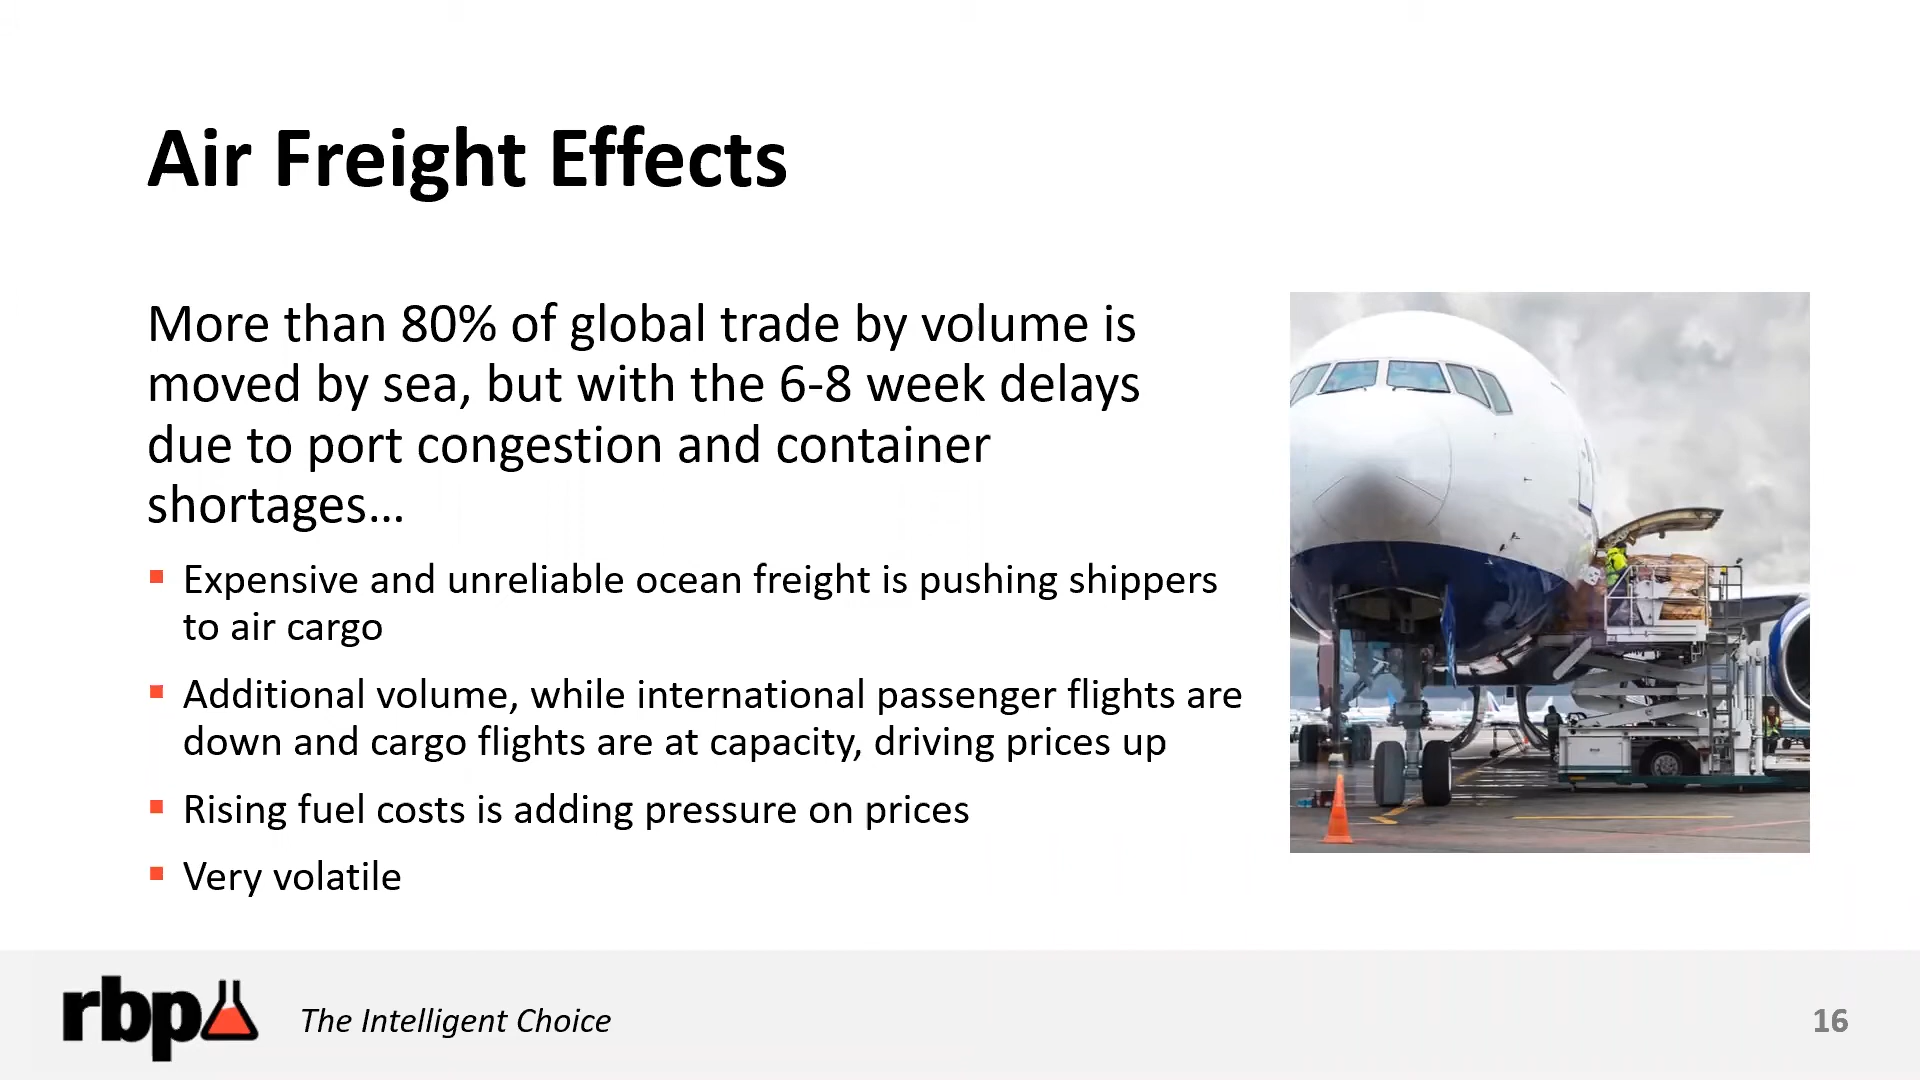 Air Freight Effects
More than 80% of global trade by volume is
moved by sea, but with the 6-8 week delays
due to port congestion and container
shortages…
Expensive and unreliable ocean freight is pushing shippers
to air cargo
Additional volume, while international passenger flights are
down and cargo flights are at capacity, driving prices up
Rising fuel costs is adding pressure on prices
Very volatile
rbp
The Intelligent Choice
16